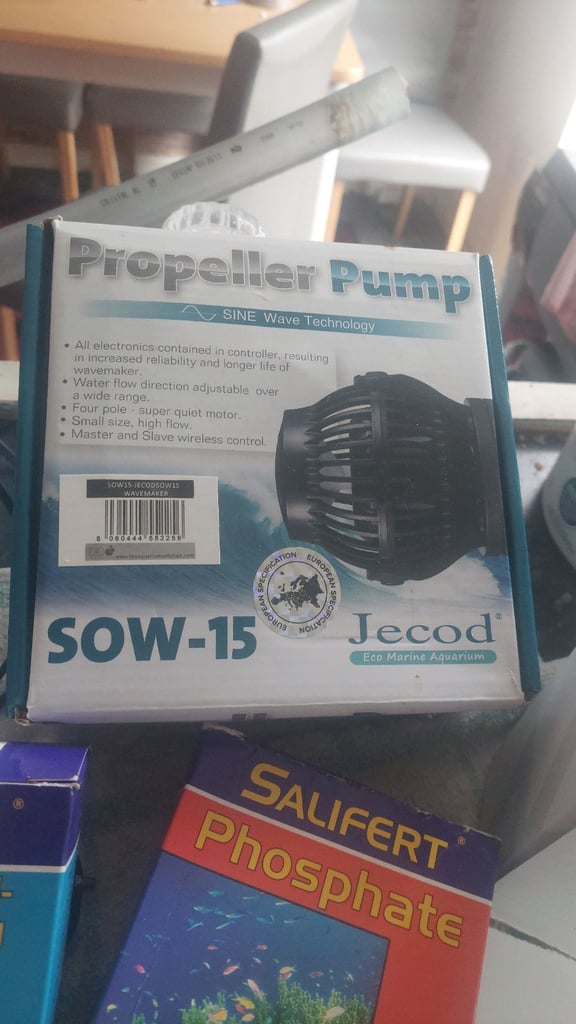 Propeller Pump
SINE Wave Technology
• All electronics contained in controller, resulting
in increased reliability and longer life of
wavemaker.
• Water flow direction adjustable over
a wide range.
• Four pole - super quiet motor.
• Small size, high flow.
• Master and Slave wireless control.
SOW15-JECODSOW15
WAVEMAKER
5 060444 552256
EUROPEAN SPECIFICATION EUROPEAN SPECIFICATION
SOW-15
Jecod®
Eco Marine Aquarium
SALIFERT®
Phosphate
®